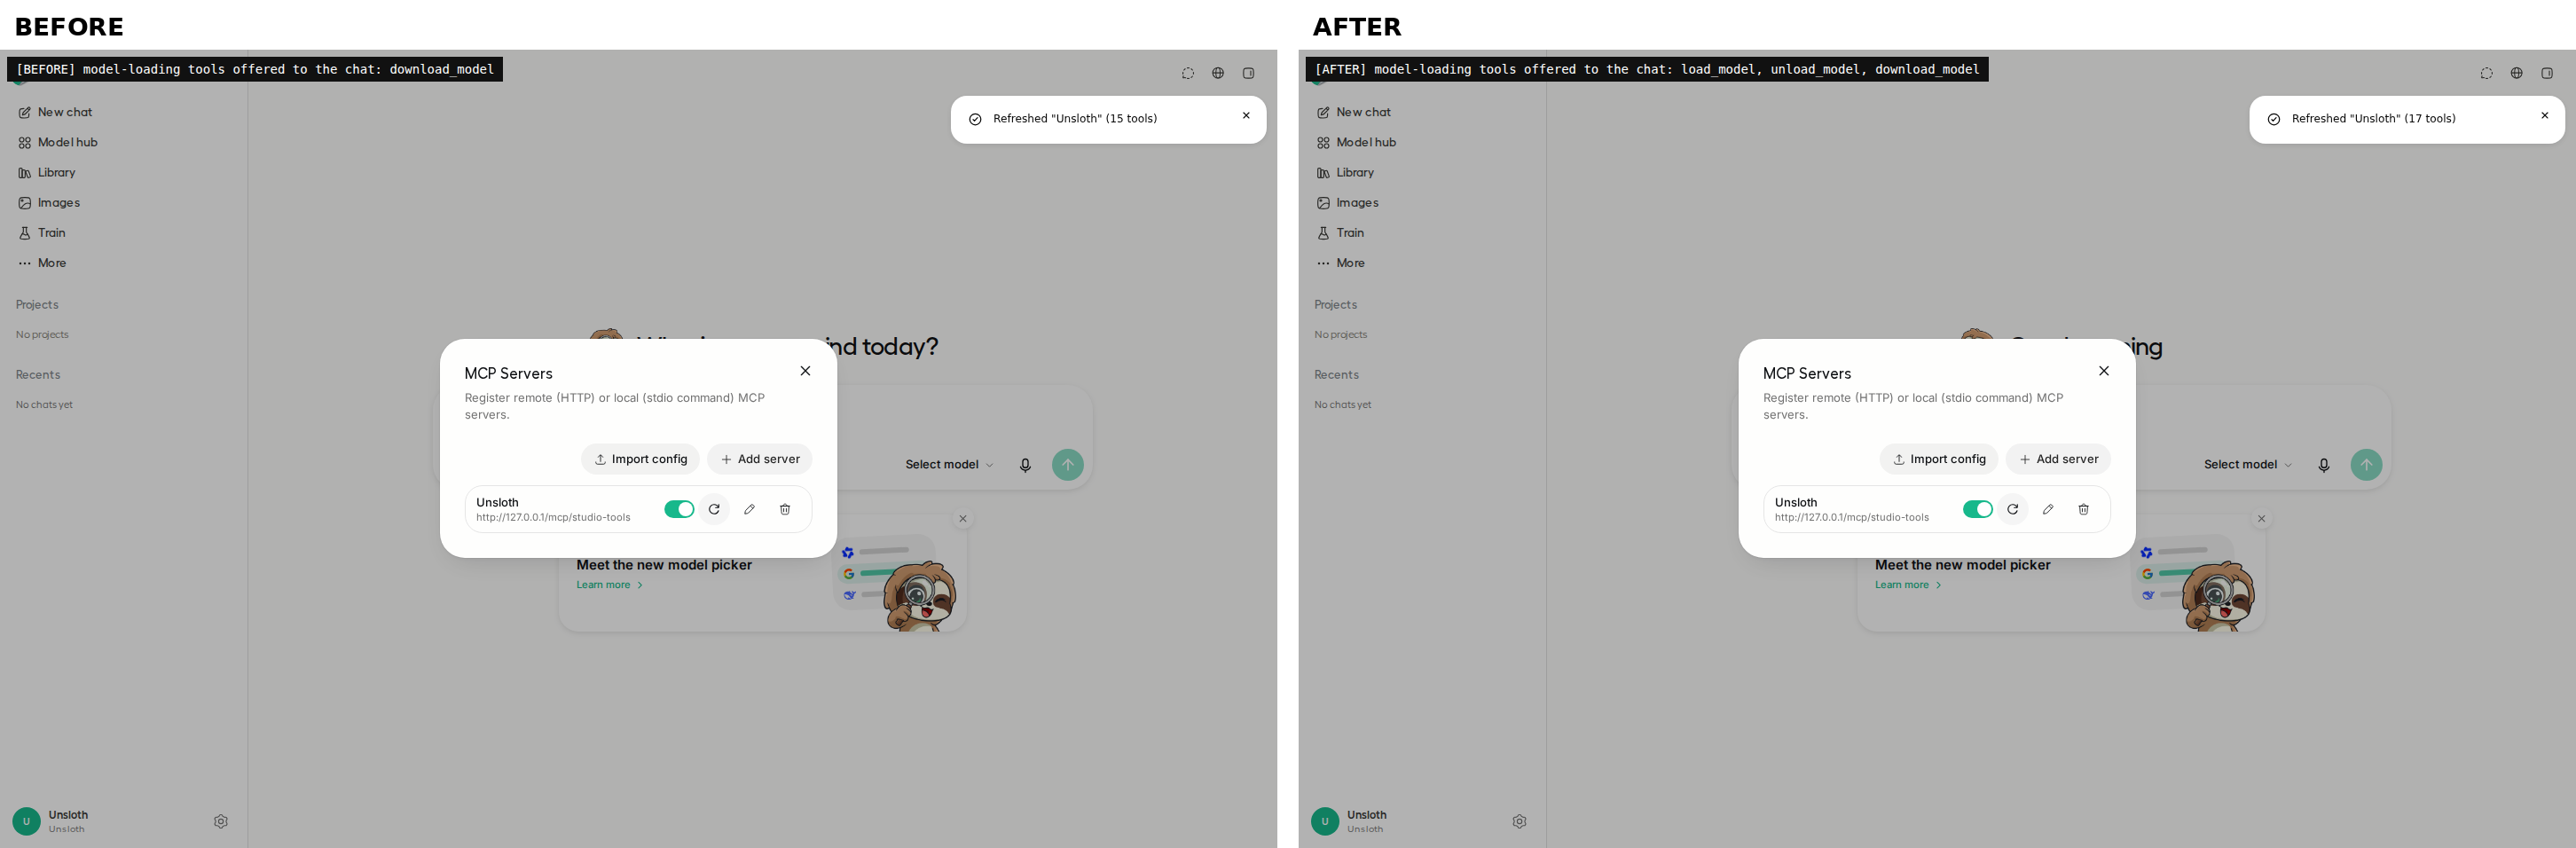 BEFORE
[BEFORE] model-loading tools offered to the chat: download_model
Refreshed "Unsloth" (15 tools)
New chat
Model hub
Library
Images
Train
More
Projects
No projects
Recents
No chats yet
nd today?
MCP Servers
Register remote (HTTP) or local (stdio command) MCP
servers.
Import config
Add server
Unsloth
http://127.0.0.1/mcp/studio-tools
Select model
Meet the new model picker
Learn more
U
Unsloth
Unsloth
AFTER
[AFTER] model-loading tools offered to the chat: load_model, unload_model, download_model
Refreshed "Unsloth" (17 tools)
New chat
Model hub
Library
Images
Train
More
Projects
No projects
Recents
No chats yet
ing
MCP Servers
Register remote (HTTP) or local (stdio command) MCP
servers.
Import config
Add server
Unsloth
http://127.0.0.1/mcp/studio-tools
Select model
Meet the new model picker
Learn more
U
Unsloth
Unsloth